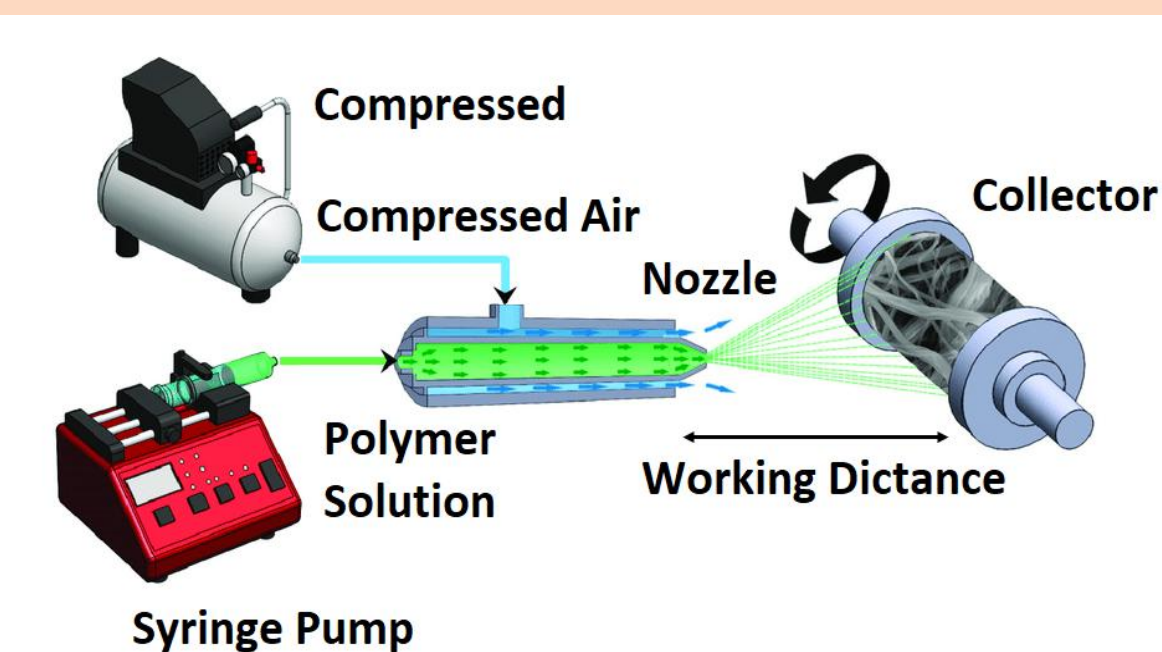 Compressed
Compressed Air
Collector
Nozzle
Polymer
Solution
Working Dictance
Syringe Pump